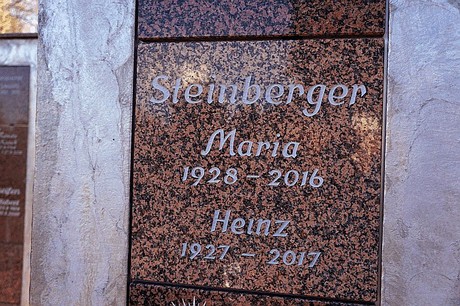 Steinberger
Maria
1928 – 2016
Heinz
1927 – 2017